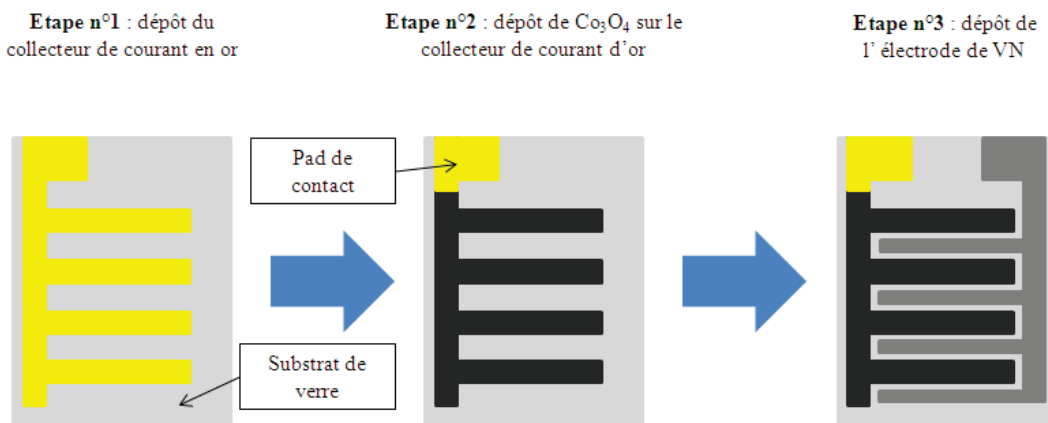 Etape n°1 : dépôt du
collecteur de courant en or
Etape n°2 : dépôt de Co₃O₄ sur le
collecteur de courant d’or
Etape n°3 : dépôt de
l’ électrode de VN
Pad de
contact
Substrat de
verre